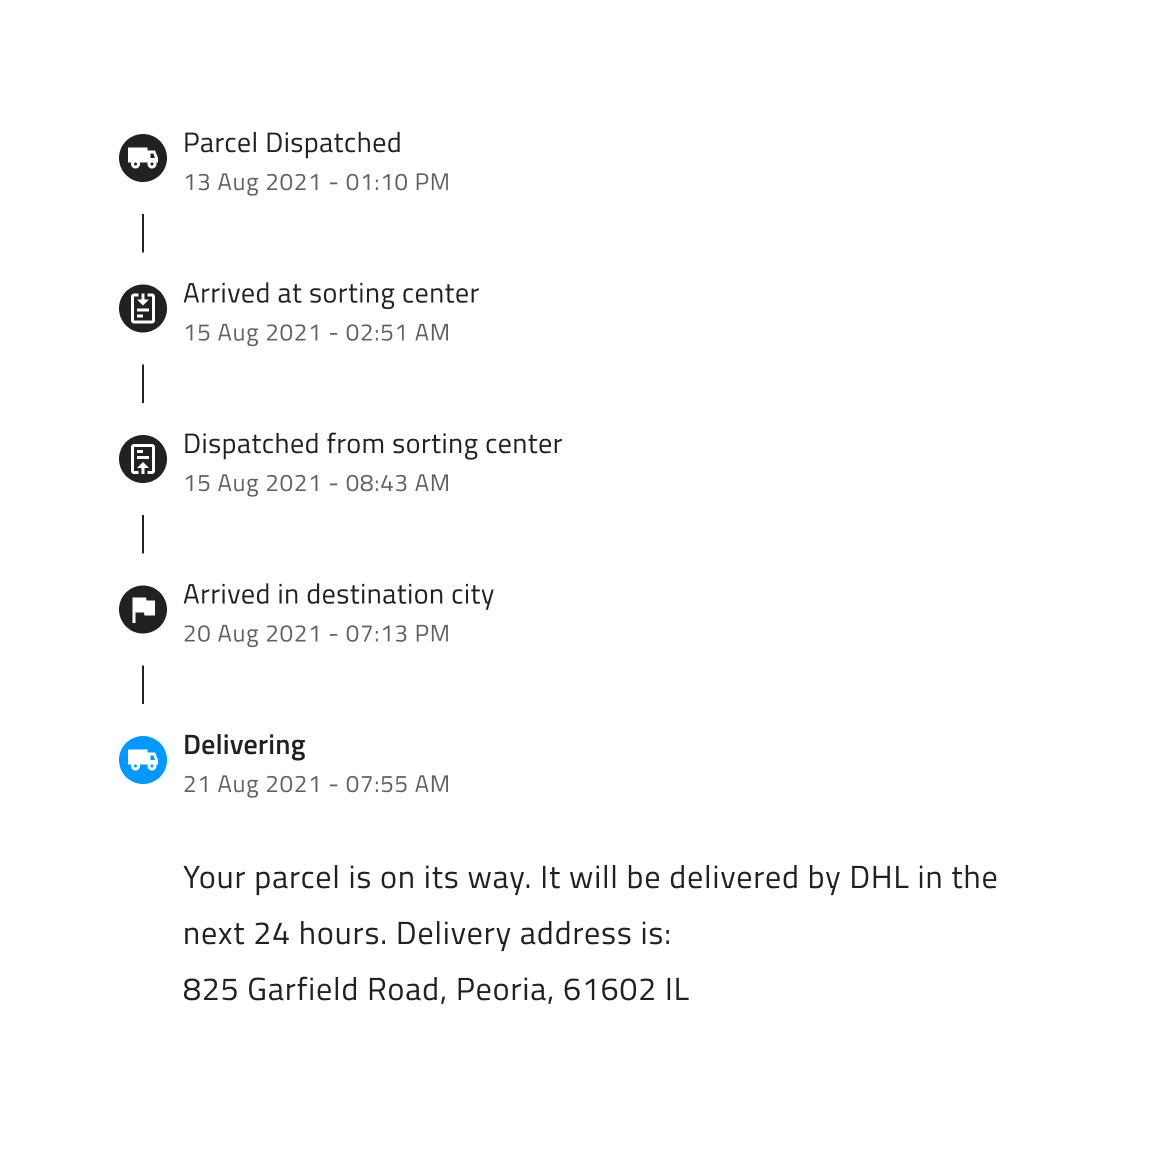 Parcel Dispatched
13 Aug 2021 - 01:10 PM
Arrived at sorting center
15 Aug 2021 - 02:51 AM
Dispatched from sorting center
15 Aug 2021 - 08:43 AM
Arrived in destination city
20 Aug 2021 - 07:13 PM
Delivering
21 Aug 2021 - 07:55 AM
Your parcel is on its way. It will be delivered by DHL in the
next 24 hours. Delivery address is:
825 Garfield Road, Peoria, 61602 IL